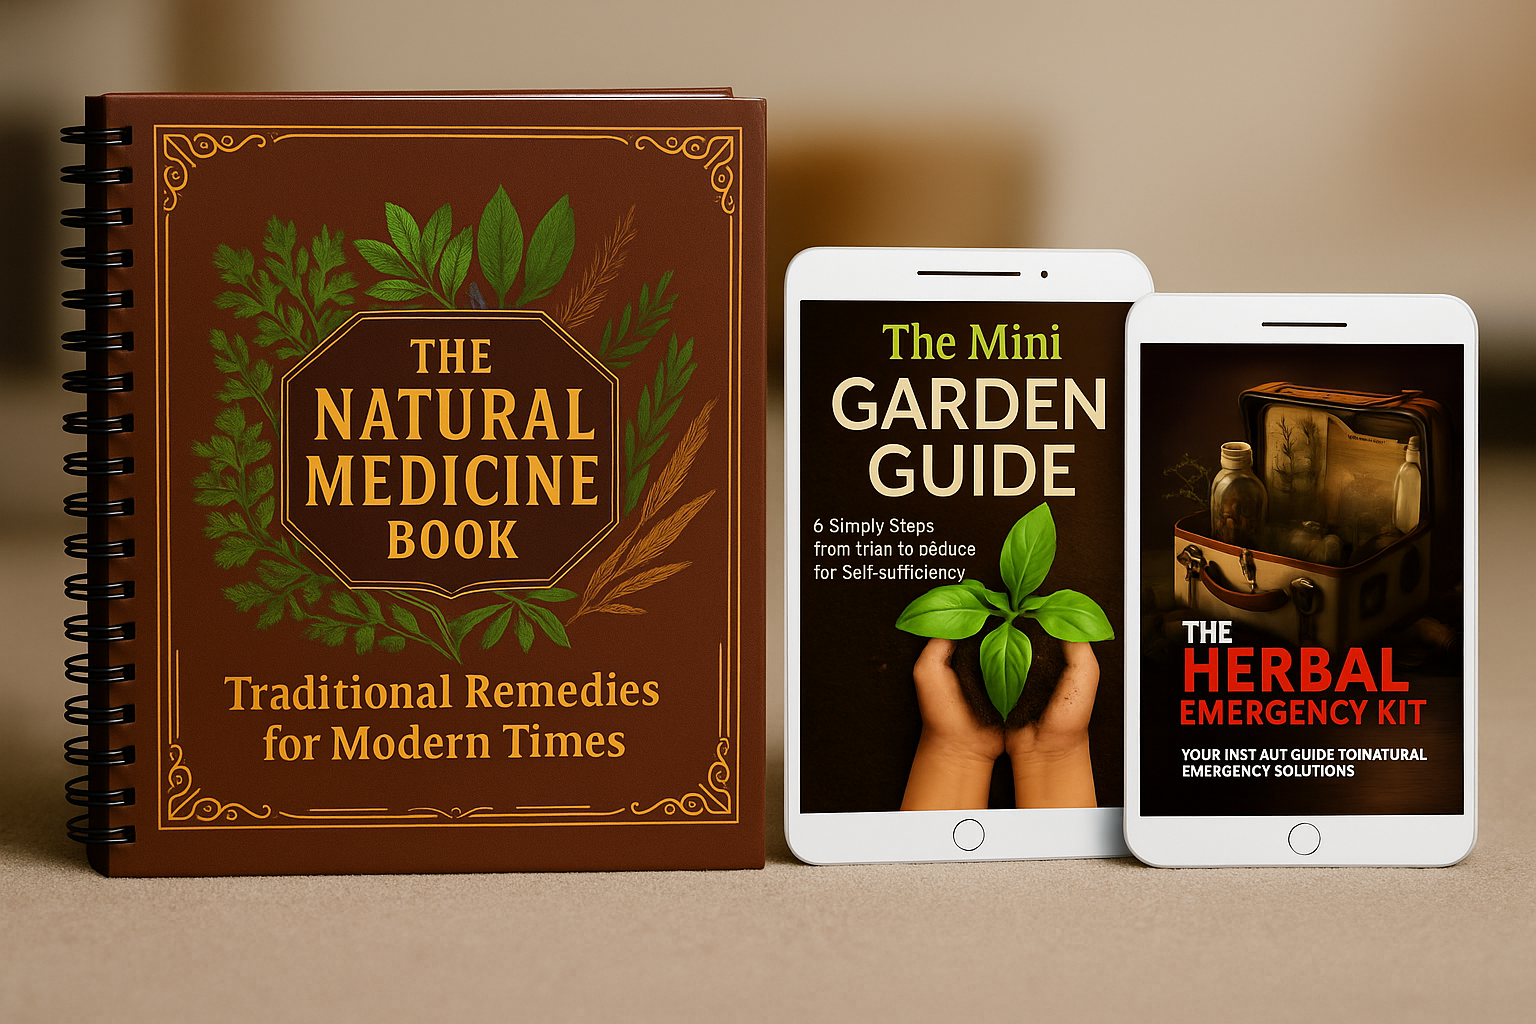 THE
NATURAL
MEDICINE
BOOK
Traditional Remedies
for Modern Times
The Mini
GARDEN
GUIDE
6 Simply Steps
from trian to pèduce
for Self-sufficiency
THE
HERBAL
EMERGENCY KIT
YOUR INST AUT GUIDE TOINATURAL
EMERGENCY SOLUTIONS